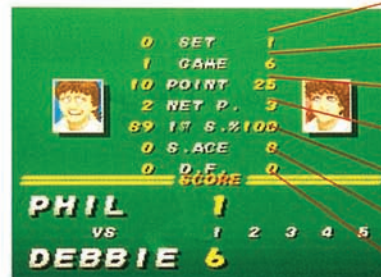 0 SET 1
1 GAME 6
10 POINT 25
2 NET P. 3
89 1ST S.% 100
0 S.ACE 8
0 D.F. 0
SCORE
PHIL 1
VS 1 2 3 4 5
DEBBIE 6